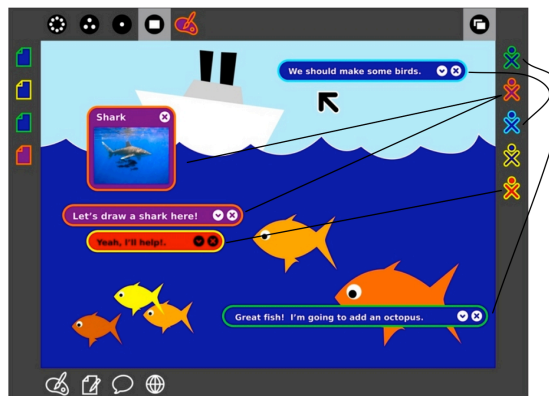 We should make some birds.
Shark
Let's draw a shark here!
Yeah, I'll help!.
Great fish! I'm going to add an octopus.